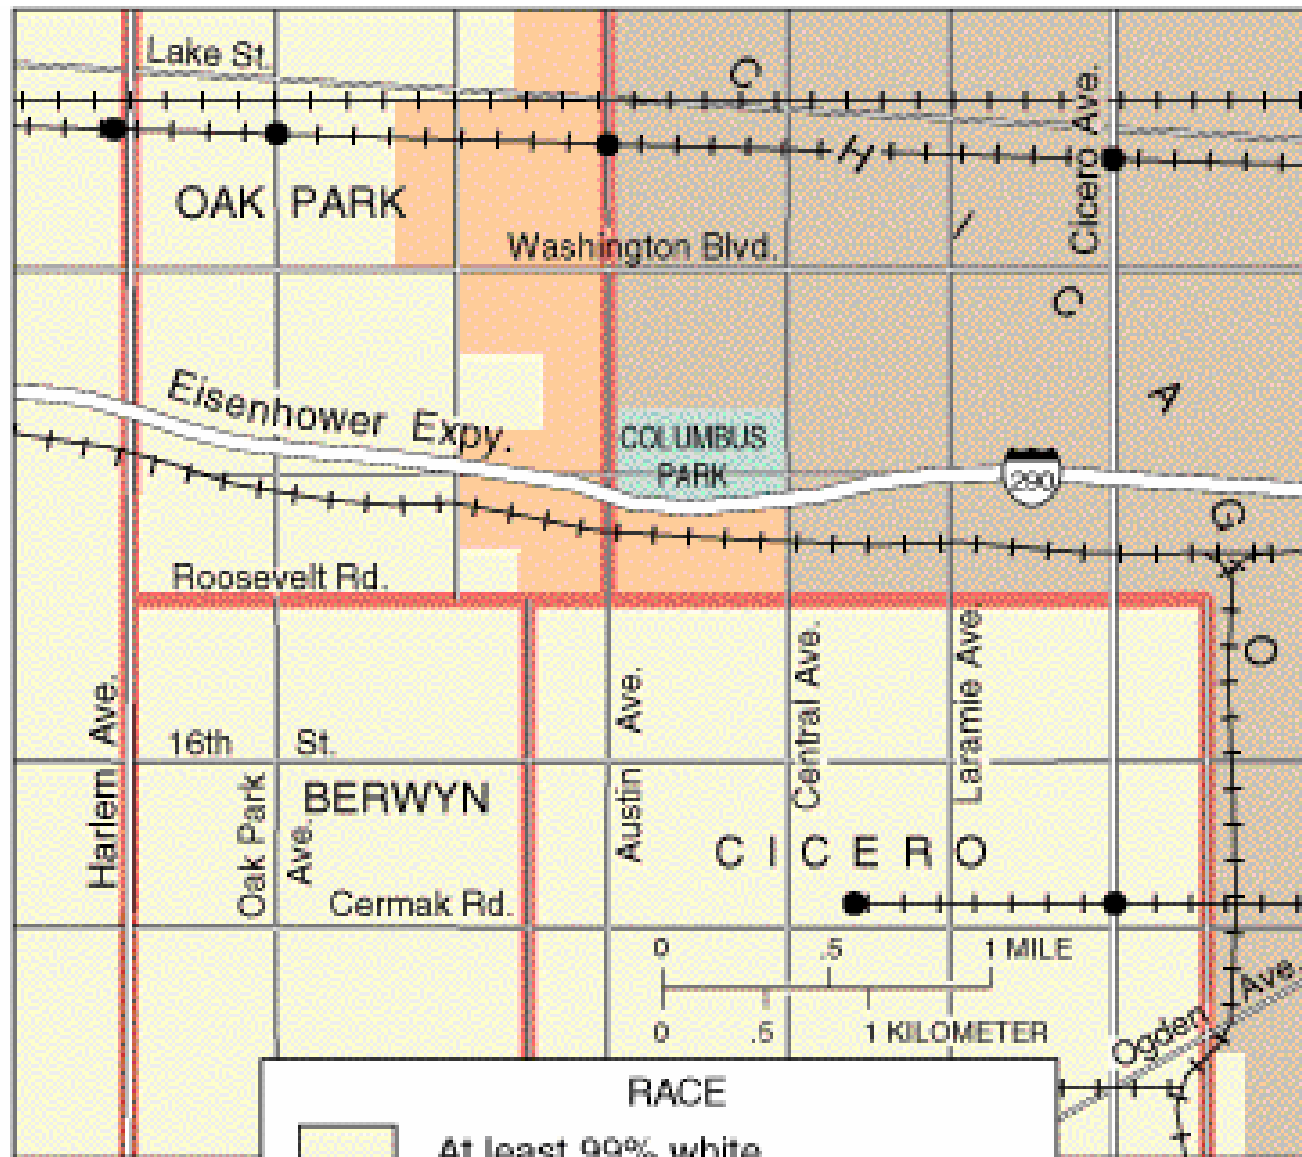 Lake St.
C
H
I
C
A
G
O
Cicero Ave.
OAK PARK
Washington Blvd.
Eisenhower Expy.
COLUMBUS
PARK
290
Roosevelt Rd.
Harlem Ave.
16th St.
Oak Park
Ave.
BERWYN
Austin Ave.
Central Ave.
Laramie Ave.
CICERO
Cermak Rd.
0 .5 1 MILE
0 .5 1 KILOMETER
Ogden Ave.
RACE
At least 99% white